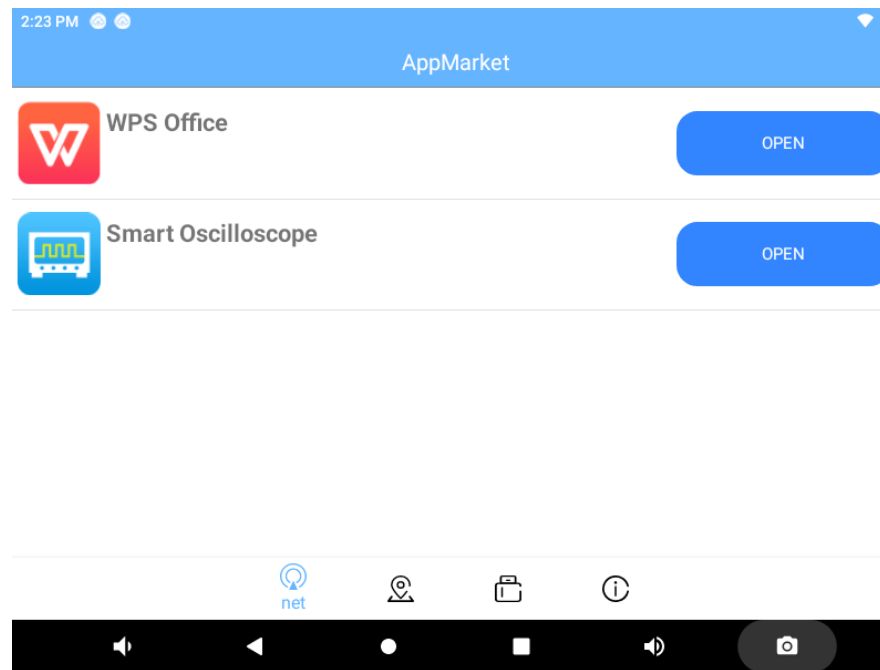 2:23 PM
AppMarket
WPS Office
OPEN
Smart Oscilloscope
OPEN
net